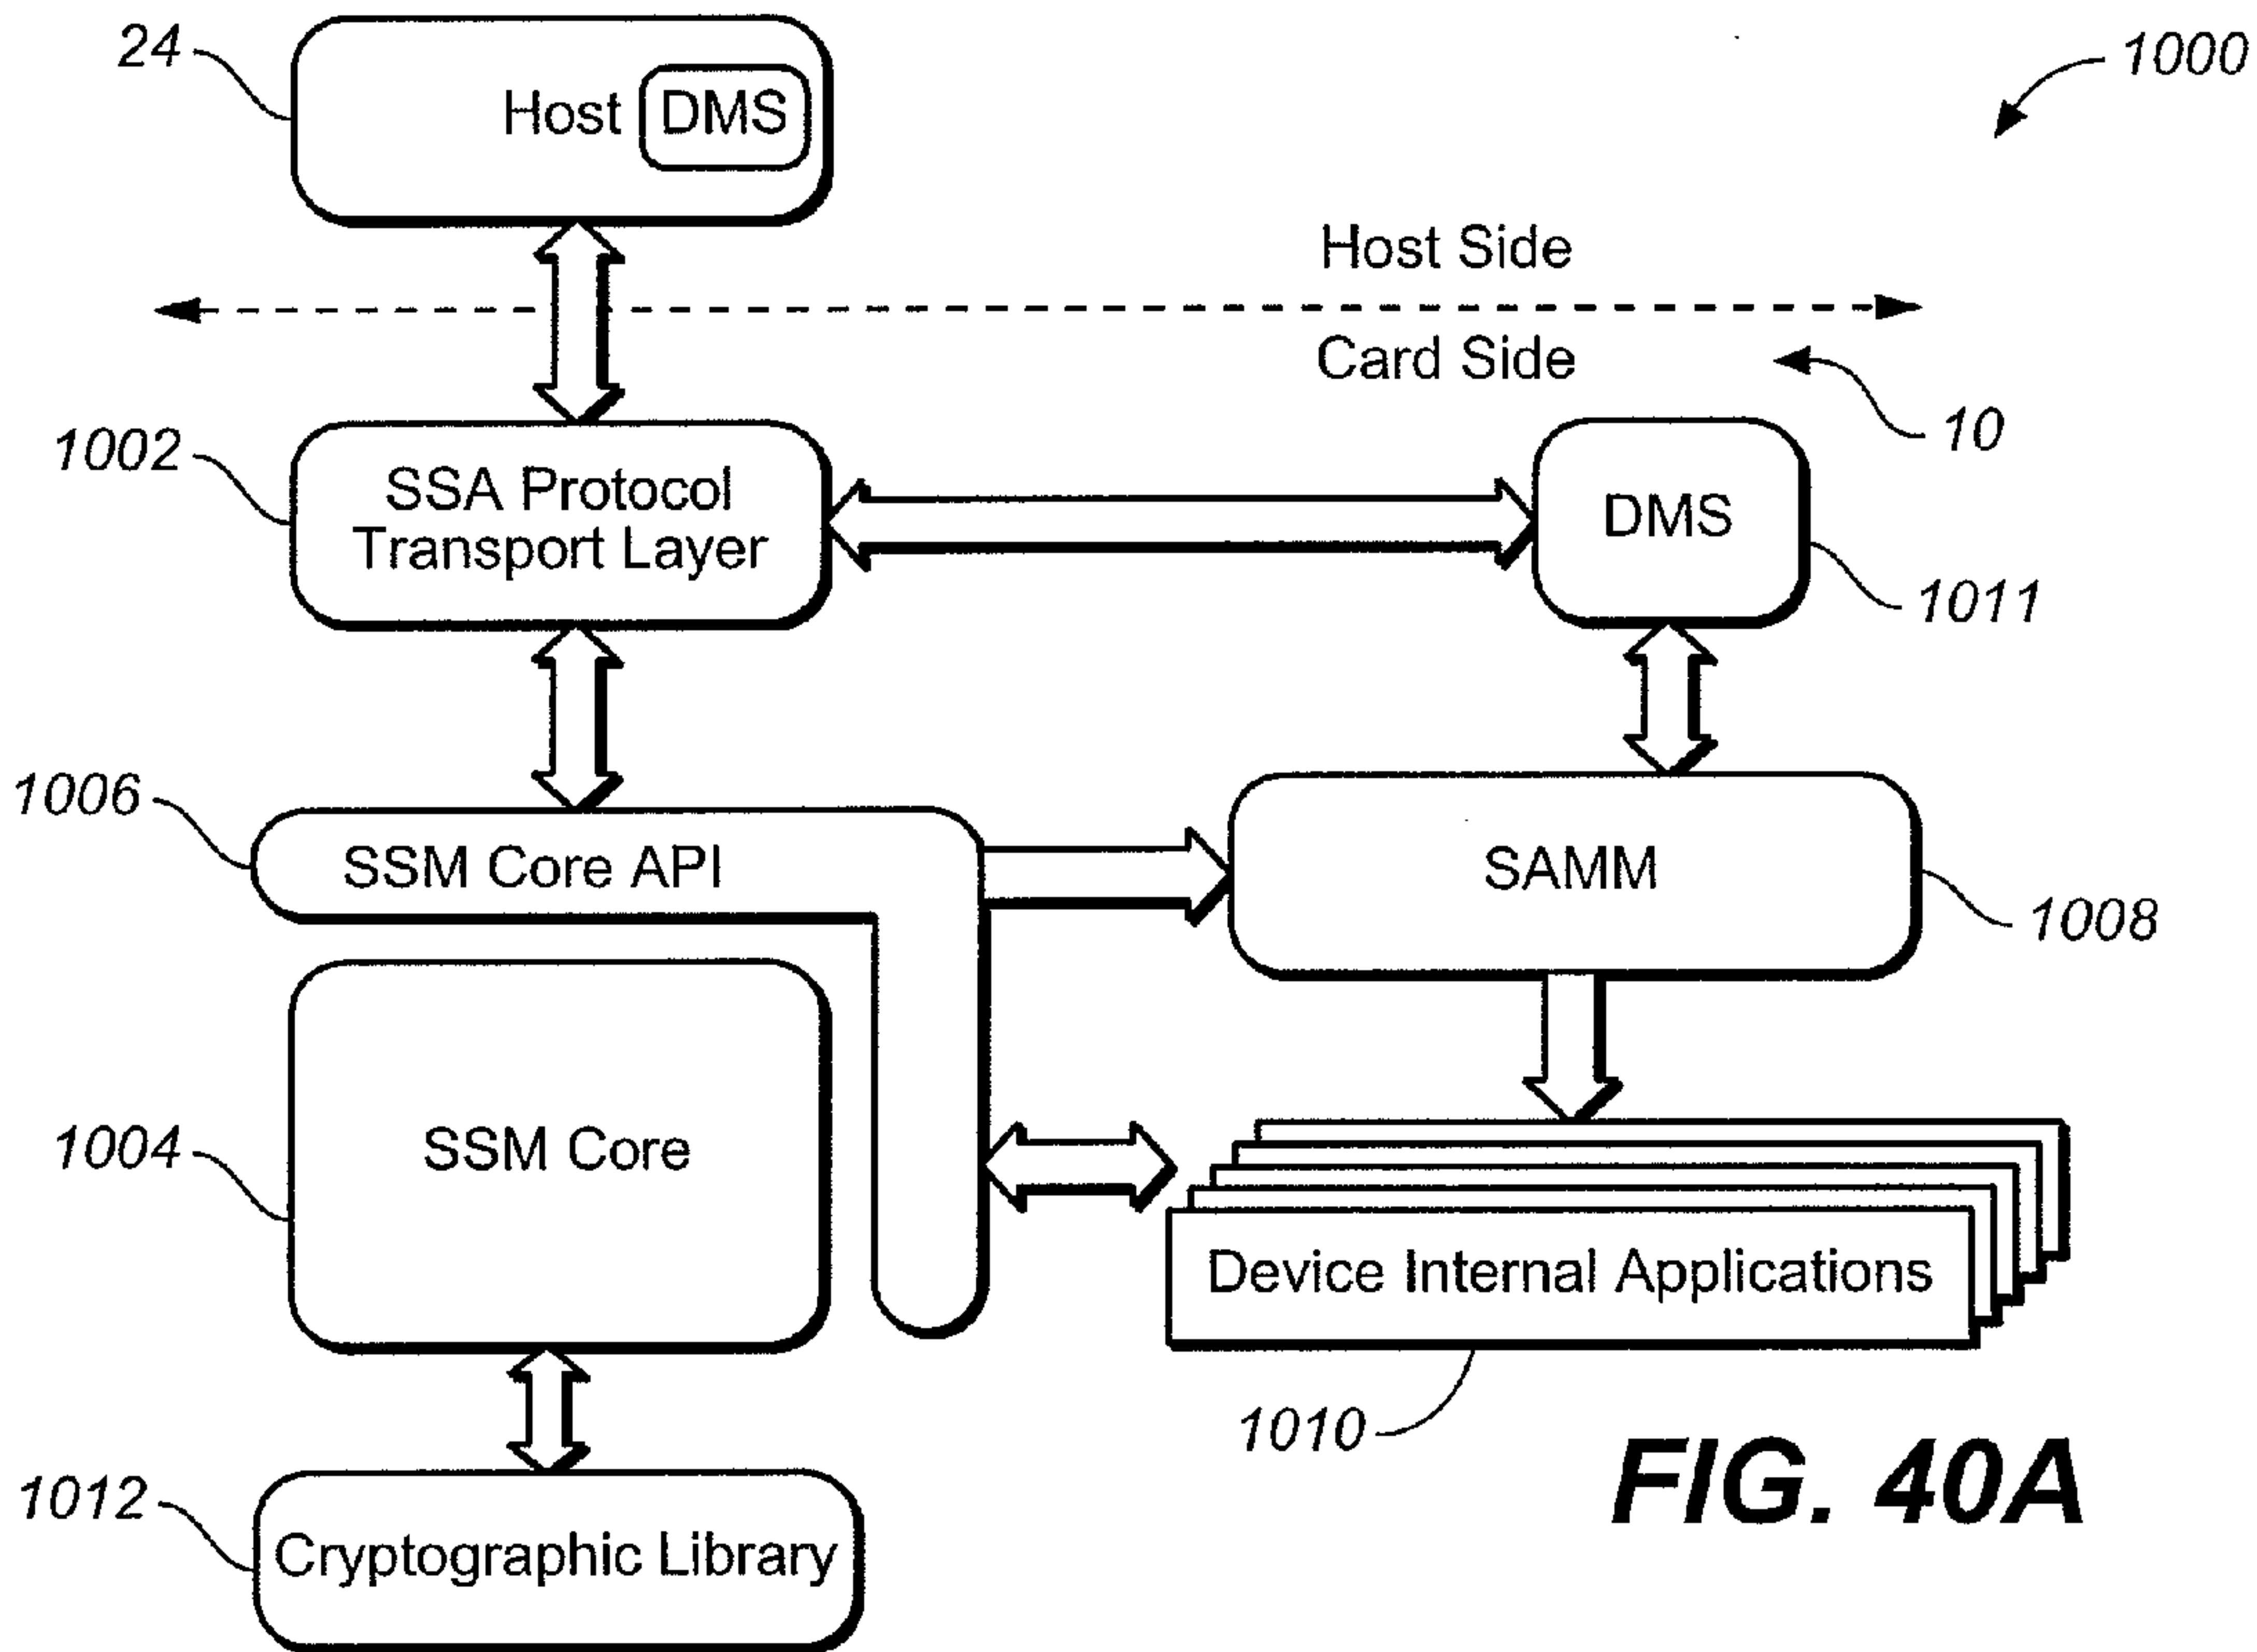 24
Host
DMS
1000
Host Side
Card Side
10
1002
SSA Protocol
Transport Layer
DMS
1011
1006
SSM Core API
SAMM
1008
1004
SSM Core
Device Internal Applications
1010
1012
Cryptographic Library
FIG. 40A